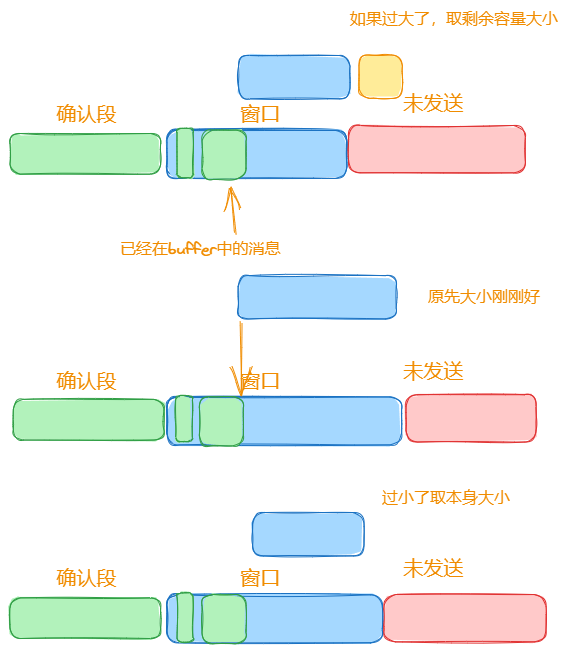 如果过大了，取剩余容量大小
未发送
确认段
窗口
已经在buffer中的消息
原先大小刚刚好
未发送
确认段
窗口
过小了取本身大小
未发送
确认段
窗口